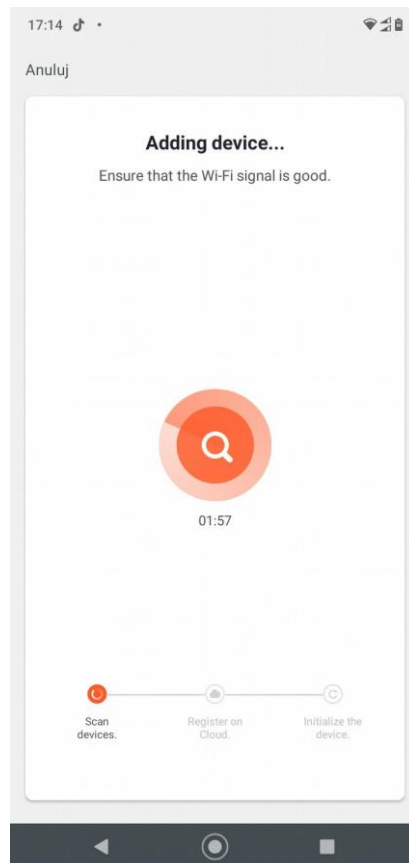 17:14
Anuluj
Adding device...
Ensure that the Wi-Fi signal is good.
01:57
Scan
devices.
Register on
Cloud.
Initialize the
device.